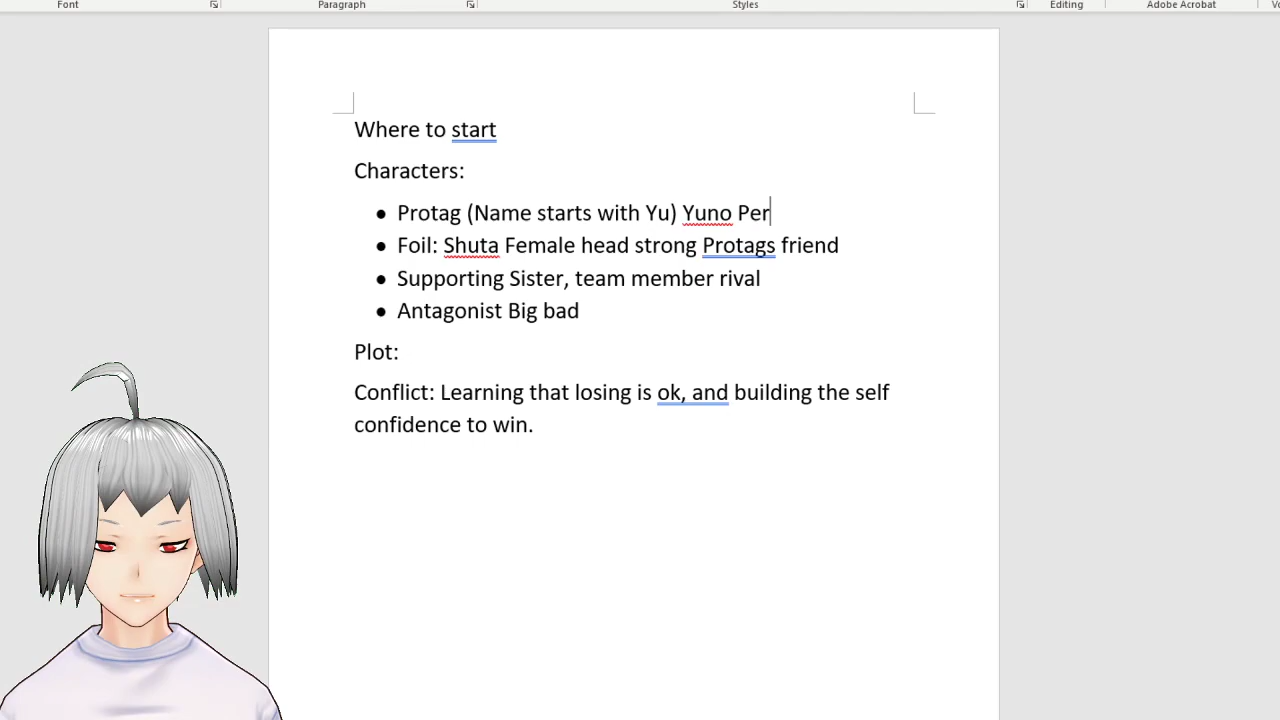 Font Paragraph Styles Editing Adobe Acrobat
Where to start
Characters:
● Protag (Name starts with Yu) Yuno Per
● Foil: Shuta Female head strong Protags friend
● Supporting Sister, team member rival
● Antagonist Big bad
Plot:
Conflict: Learning that losing is ok, and building the self
confidence to win.